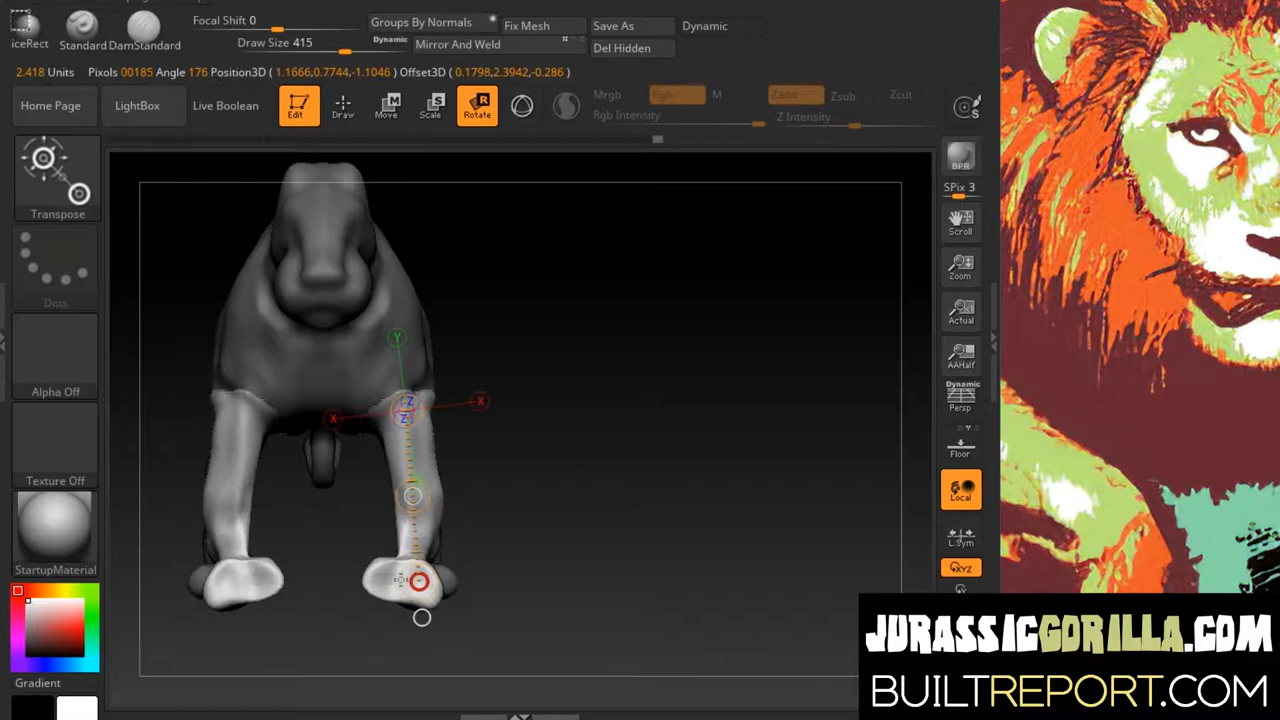 Focal Shift 0
Groups By Normals
Fix Mesh
Save As
Dynamic
iceRect
Standard
DamStandard
Draw Size 415
Dynamic
Mirror And Weld
Del Hidden
2.418 Units Pixels 00185 Angle 176 Position3D ( 1.1666,0.7744,-1.1046) Offset3D ( 0.1798,2.3942,-0.286 )
Home Page
LightBox
Live Boolean
Edit
Draw
M
Move
S
Scale
R
Rotate
Mrgb
Rgb
M
Zadd
Zsub
Zcut
Rgb Intensity
Z Intensity
S
Transpose
Dots
Alpha Off
Texture Off
StartupMaterial
Gradient
Y
X
Z
X
Z
BPR
SPix 3
Scroll
Zoom
Actual
AAHalf
Dynamic
Persp
Floor
Local
L.Sym
XYZ
JURASSICGORILLA.COM
BUILTREPORT.COM